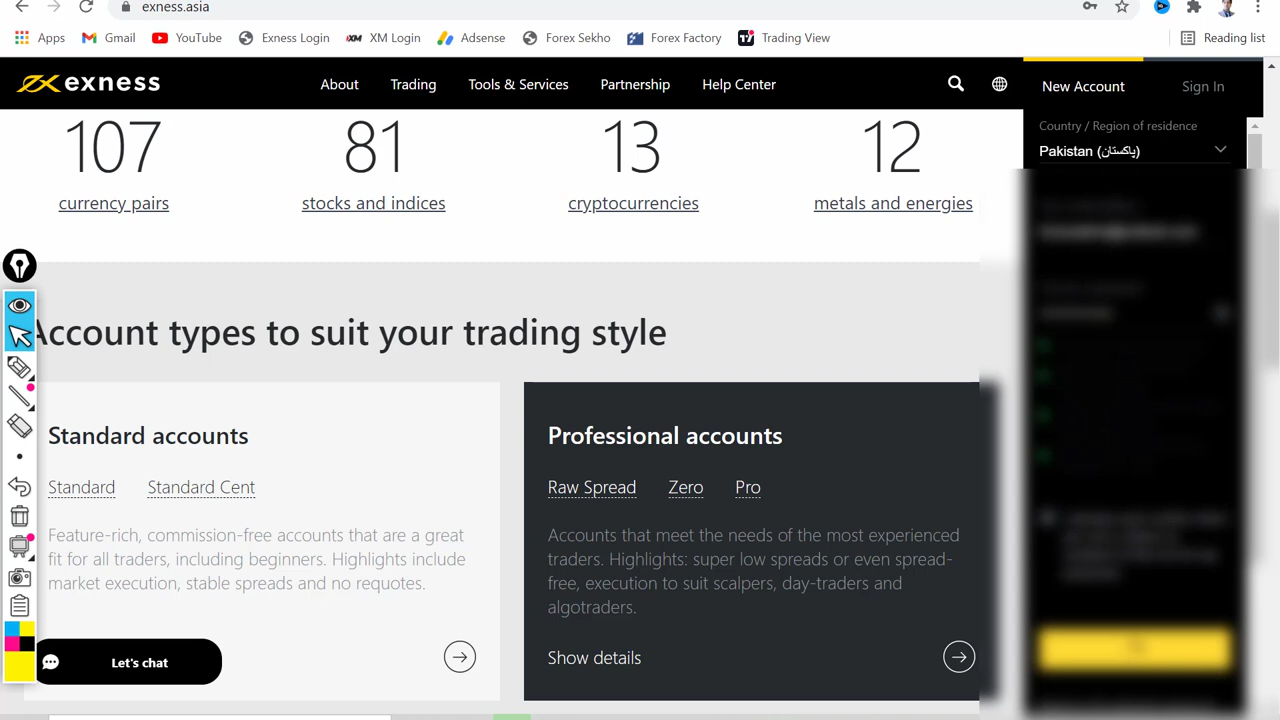 exness.asia
Apps Gmail YouTube Exness Login XM XM Login Adsense Forex Sekho Forex Factory Trading View Reading list
exness About Trading Tools & Services Partnership Help Center New Account Sign In
Country / Region of residence
Pakistan (پاکستان)
107 81 13 12
currency pairs stocks and indices cryptocurrencies metals and energies
Account types to suit your trading style
Standard accounts
Standard Standard Cent
Feature-rich, commission-free accounts that are a great
fit for all traders, including beginners. Highlights include
market execution, stable spreads and no requotes.
Let's chat
Professional accounts
Raw Spread Zero Pro
Accounts that meet the needs of the most experienced
traders. Highlights: super low spreads or even spread-
free, execution to suit scalpers, day-traders and
algotraders.
Show details